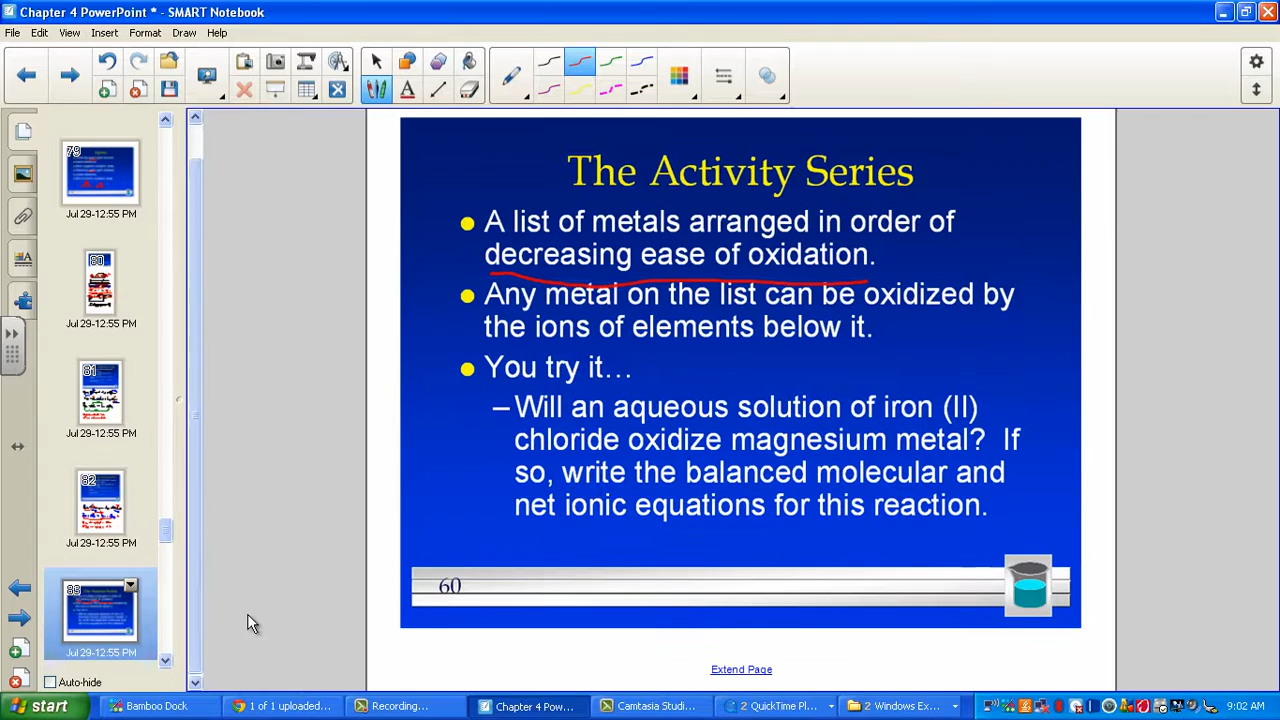 Chapter 4 PowerPoint * - SMART Notebook
File Edit View Insert Format Draw Help
79
Jul 29-12:55 PM
80
Jul 29-12:55 PM
81
Jul 29-12:55 PM
82
Jul 29-12:55 PM
83
Jul 29-12:55 PM
Auto-hide
The Activity Series
A list of metals arranged in order of
decreasing ease of oxidation.
Any metal on the list can be oxidized by
the ions of elements below it.
You try it…
–Will an aqueous solution of iron (II)
chloride oxidize magnesium metal? If
so, write the balanced molecular and
net ionic equations for this reaction.
60
Extend Page
start Bamboo Dock 1 of 1 uploaded... Recording... Chapter 4 Pow... Camtasia Studi... 2 QuickTime Pl... 2 Windows Ex... 9:02 AM